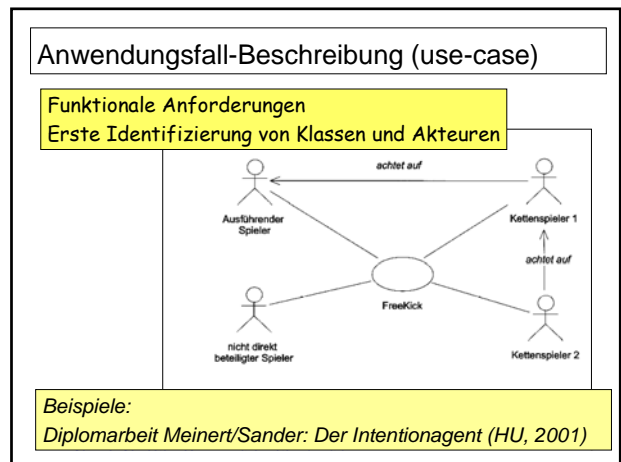 Anwendungsfall-Beschreibung (use-case)
Funktionale Anforderungen
Erste Identifizierung von Klassen und Akteuren
achtet auf
Ausführender
Spieler
Kettenspieler 1
achtet auf
FreeKick
nicht direkt
beteiligter Spieler
Kettenspieler 2
Beispiele:
Diplomarbeit Meinert/Sander: Der Intentionagent (HU, 2001)